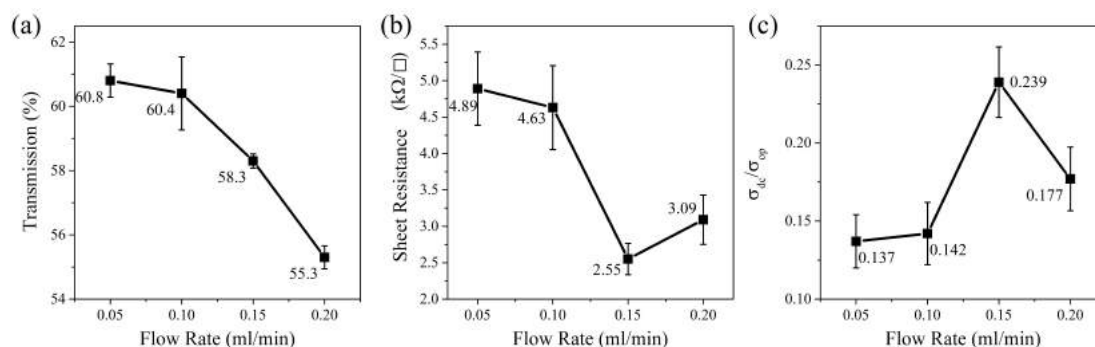 (a)
Transmission (%)
62
60
58
56
54
60.8
60.4
58.3
55.3
0.05 0.10 0.15 0.20
Flow Rate (ml/min)
(b)
Sheet Resistance (kΩ/□)
5.5
5.0
4.5
4.0
3.5
3.0
2.5
2.0
4.89
4.63
2.55
3.09
0.05 0.10 0.15 0.20
Flow Rate (ml/min)
(c)
σdc/σop
0.25
0.20
0.15
0.10
0.137
0.142
0.239
0.177
0.05 0.10 0.15 0.20
Flow Rate (ml/min)